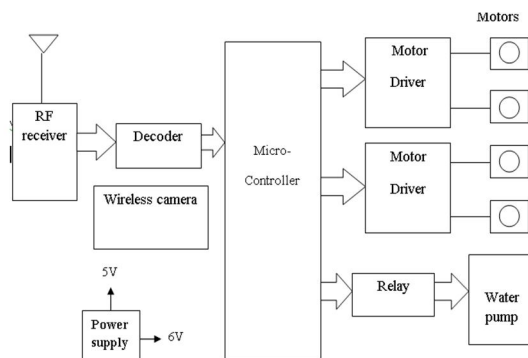 Motors
Motor
Driver
RF
receiver
Decoder
Micro-
Controller
Motor
Driver
Wireless camera
5V
Relay
Water
pump
Power
supply
6V